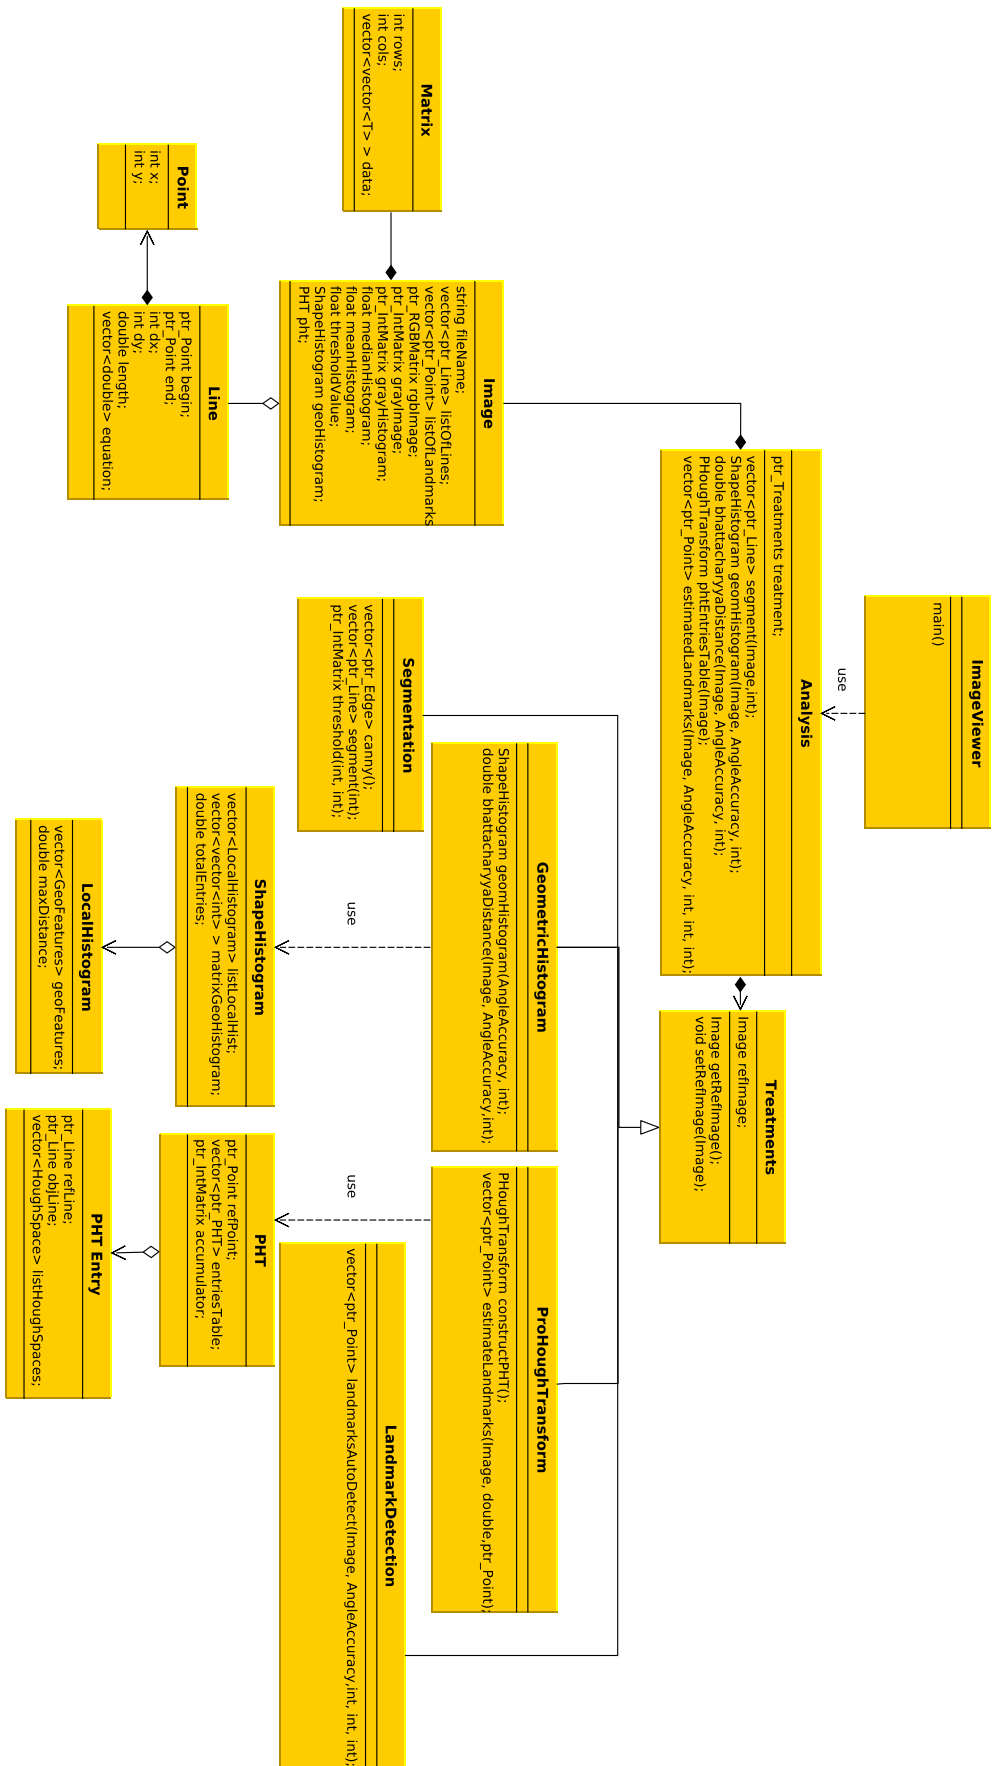 ImageViewer
main()
use
Analysis
ptr_Treatments treatment;
vector<ptr_Line> segment(Image,int);
ShapeHistogram geomHistogram(Image, AngleAccuracy, int);
double bhattacharyyaDistance(Image, AngleAccuracy, int);
PHoughTransform phtEntriesTable(Image);
vector<ptr_Point> estimatedLandmarks(Image, AngleAccuracy, int, int, int);
Treatments
Image refImage;
Image getRefImage();
void setRefImage(Image);
Matrix
int rows;
int cols;
vector<vector<T> > data;
Image
string fileName;
vector<ptr_Line> listOfLines;
vector<ptr_Point> listOfLandmarks
ptr_RGBMatrix rgbImage;
ptr_IntMatrix grayImage;
ptr_IntMatrix grayHistogram;
float medianHistogram;
float meanHistogram;
float thresholdValue;
ShapeHistogram geoHistogram;
PHT pht;
Point
int x;
int y;
Line
ptr_Point begin;
ptr_Point end;
int dx;
int dy;
double length;
vector<double> equation;
Segmentation
vector<ptr_Edge> canny();
vector<ptr_Line> segment(int);
ptr_IntMatrix threshold(int, int);
GeometricHistogram
ShapeHistogram geomHistogram(AngleAccuracy, int);
double bhattacharyyaDistance(Image, AngleAccuracy,int);
ProHoughTransform
PHoughTransform constructPHT();
vector<ptr_Point> estimateLandmarks(Image, double,ptr_Point);
LandmarkDetection
vector<ptr_Point> landmarksAutoDetect(Image, AngleAccuracy,int, int, int);
use
use
ShapeHistogram
vector<LocalHistogram> listLocalHist;
vector<vector<int> > matrixGeoHistogram;
double totalEntries;
PHT
ptr_Point refPoint;
vector<ptr_PHT> entriesTable;
ptr_IntMatrix accumulator;
LocalHistogram
vector<GeoFeatures> geoFeatures;
double maxDistance;
PHT Entry
ptr_Line refLine;
ptr_Line objLine;
vector<HoughSpace> listHoughSpaces;